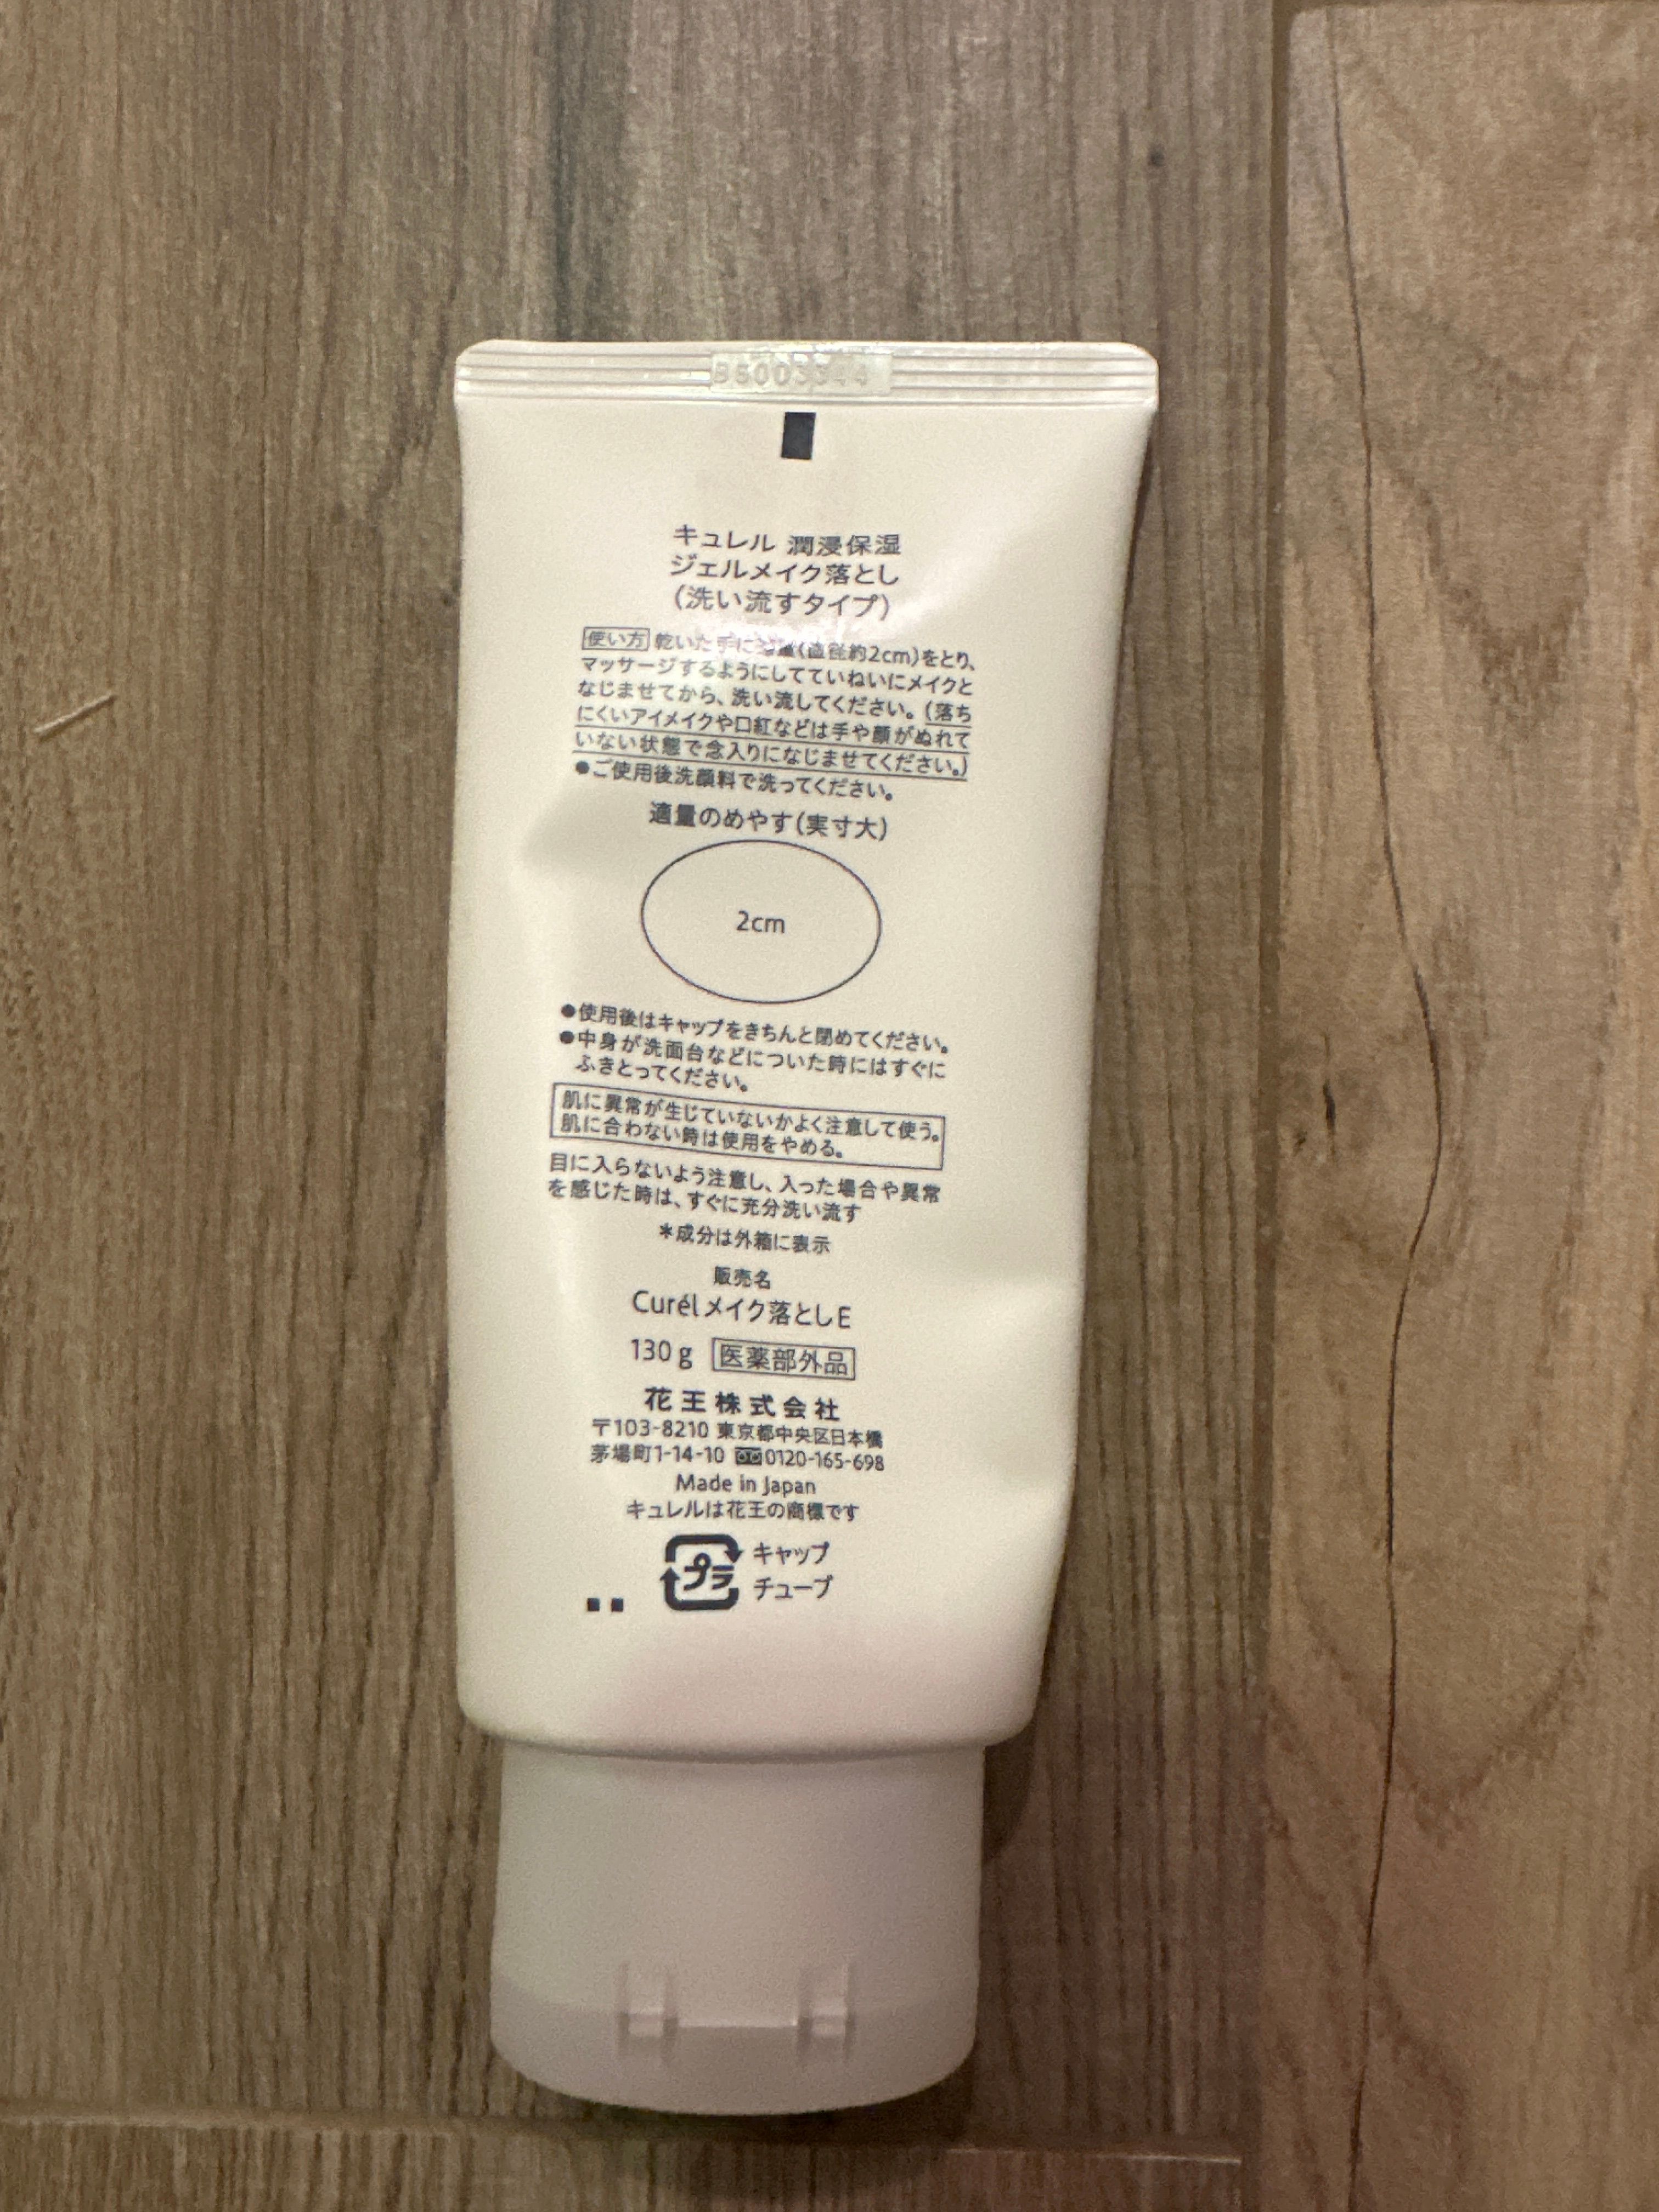 キュレル 潤浸保湿
ジェルメイク落とし
(洗い流すタイプ)
使い方 乾いた手に適量(直径約2cm)をとり、
マッサージするようにしてていねいにメイクと
なじませてから、洗い流してください。(落ち
にくいアイメイクや口紅などは手や顔がぬれて
いない状態で念入りになじませてください。)
●ご使用後洗顔料で洗ってください。
適量のめやす(実寸大)
2cm
●使用後はキャップをきちんと閉めてください。
●中身が洗面台などについた時にはすぐに
ふきとってください。
肌に異常が生じていないかよく注意して使う。
肌に合わない時は使用をやめる。
目に入らないよう注意し、入った場合や異常
を感じた時は、すぐに充分洗い流す
*成分は外箱に表示
販売名
Curél メイク落としE
130g 医薬部外品
花王株式会社
〒103-8210 東京都中央区日本橋
茅場町1-14-10 0120-165-698
Made in Japan
キュレルは花王の商標です
プラ キャップ
チューブ